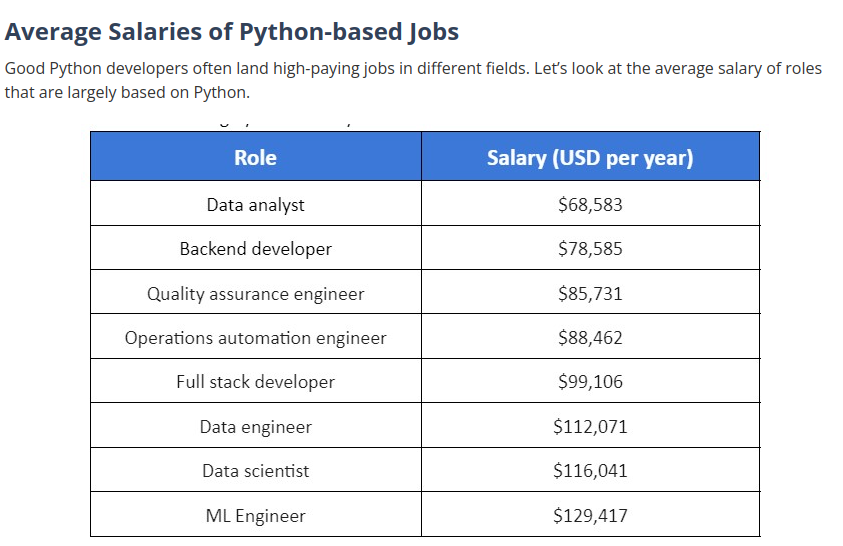 Average Salaries of Python-based Jobs
Good Python developers often land high-paying jobs in different fields. Let’s look at the average salary of roles
that are largely based on Python.
Role Salary (USD per year)
Data analyst $68,583
Backend developer $78,585
Quality assurance engineer $85,731
Operations automation engineer $88,462
Full stack developer $99,106
Data engineer $112,071
Data scientist $116,041
ML Engineer $129,417